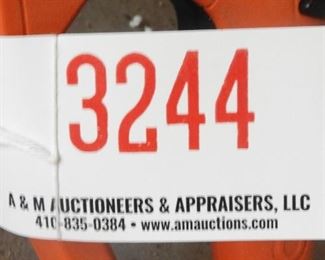 3244
A & M AUCTIONEERS & APPRAISERS, LLC
410-835-0384 • www.amauctions.com